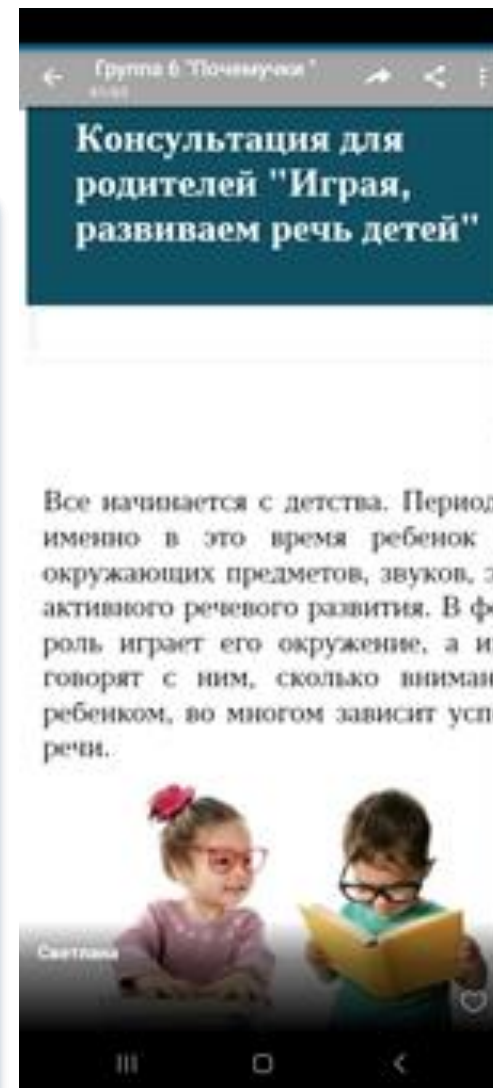 Группа 6 "Почемучки"
Консультация для
родителей "Играя,
развиваем речь детей"
Все начинается с детства. Период
именно в это время ребенок
окружающих предметов, звуков, э
активного речевого развития. В фо
роль играет его окружение, а и
говорят с ним, сколько вниман
ребенком, во многом зависит усп
речи.
Светлана